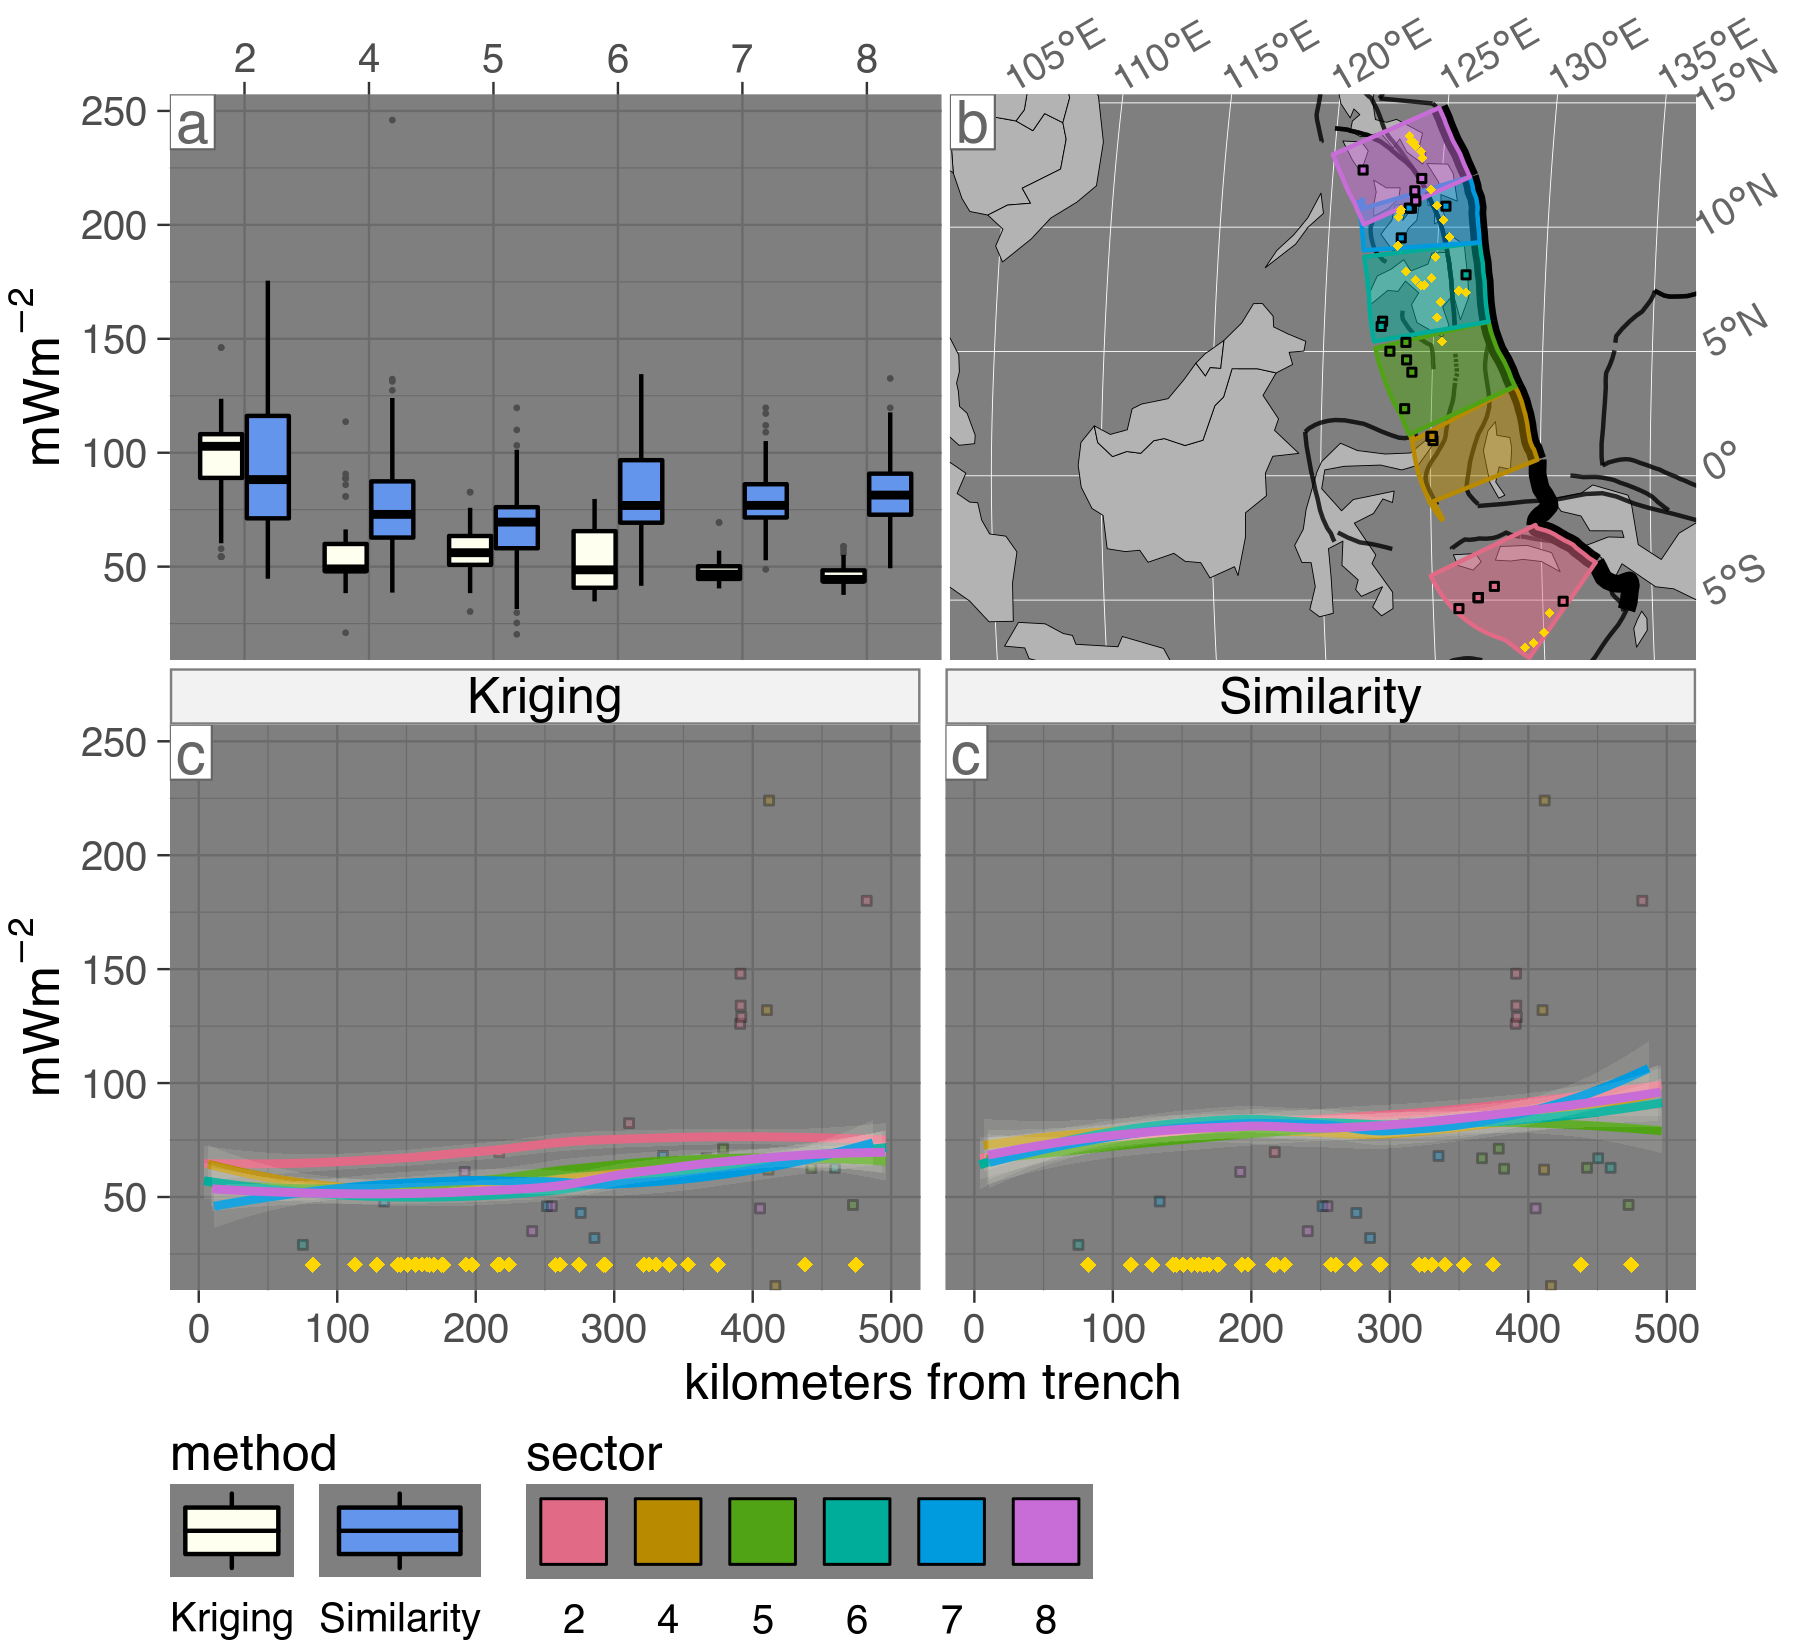 2 4 5 6 7 8
105°E 110°E 115°E 120°E 125°E 130°E 135°E
a
b
250
200
150
100
50
mWm−2
15°N
10°N
5°N
0°
5°S
Kriging
Similarity
c
c
250
200
150
100
50
mWm−2
0 100 200 300 400 500
0 100 200 300 400 500
kilometers from trench
method
sector
Kriging Similarity
2 4 5 6 7 8